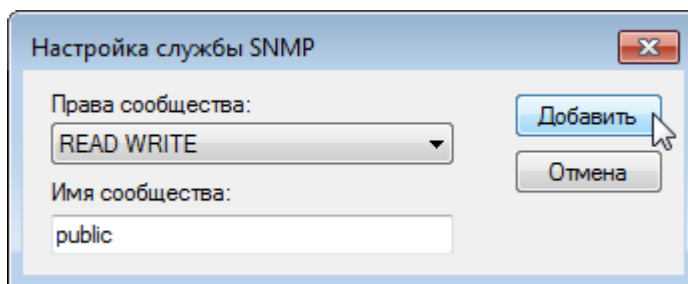 Настройка службы SNMP
Права сообщества:
READ WRITE
Имя сообщества:
public
Добавить
Отмена